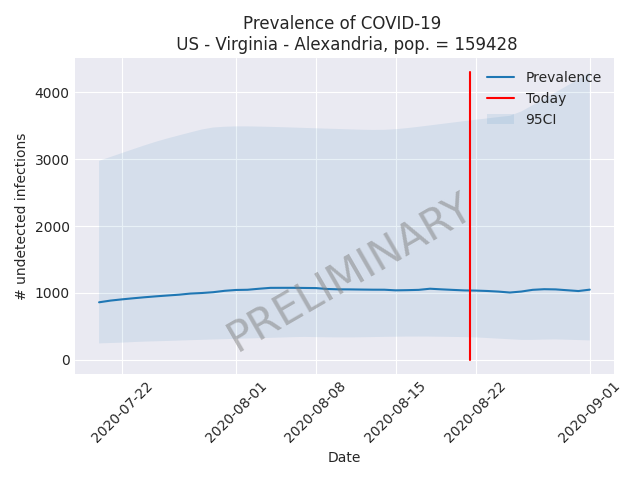 Prevalence of COVID-19
US - Virginia - Alexandria, pop. = 159428
Prevalence
Today
95CI
# undetected infections
4000
3000
2000
1000
0
PRELIMINARY
2020-07-22
2020-08-01
2020-08-08
2020-08-15
2020-08-22
2020-09-01
Date